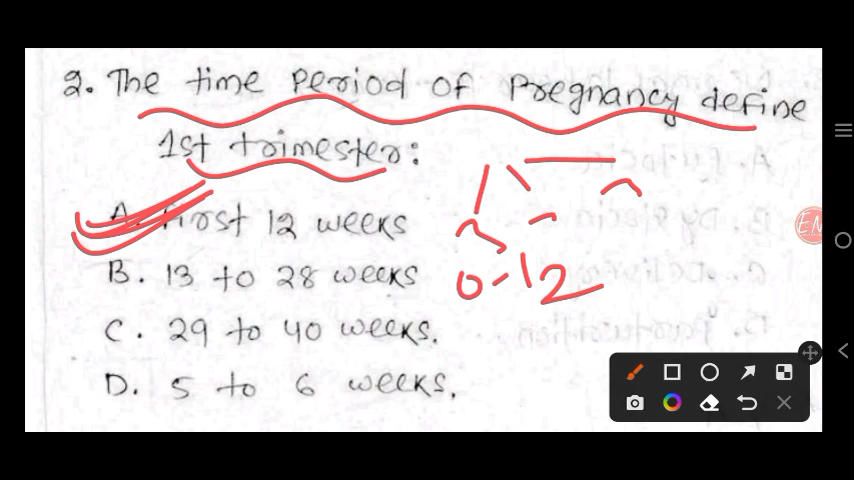 2. The time Period of Pregnancy define
1st trimester:
A. First 12 weeks
B. 13 to 28 weeks
C. 29 to 40 weeks.
D. 5 to 6 weeks.
0-12
EN